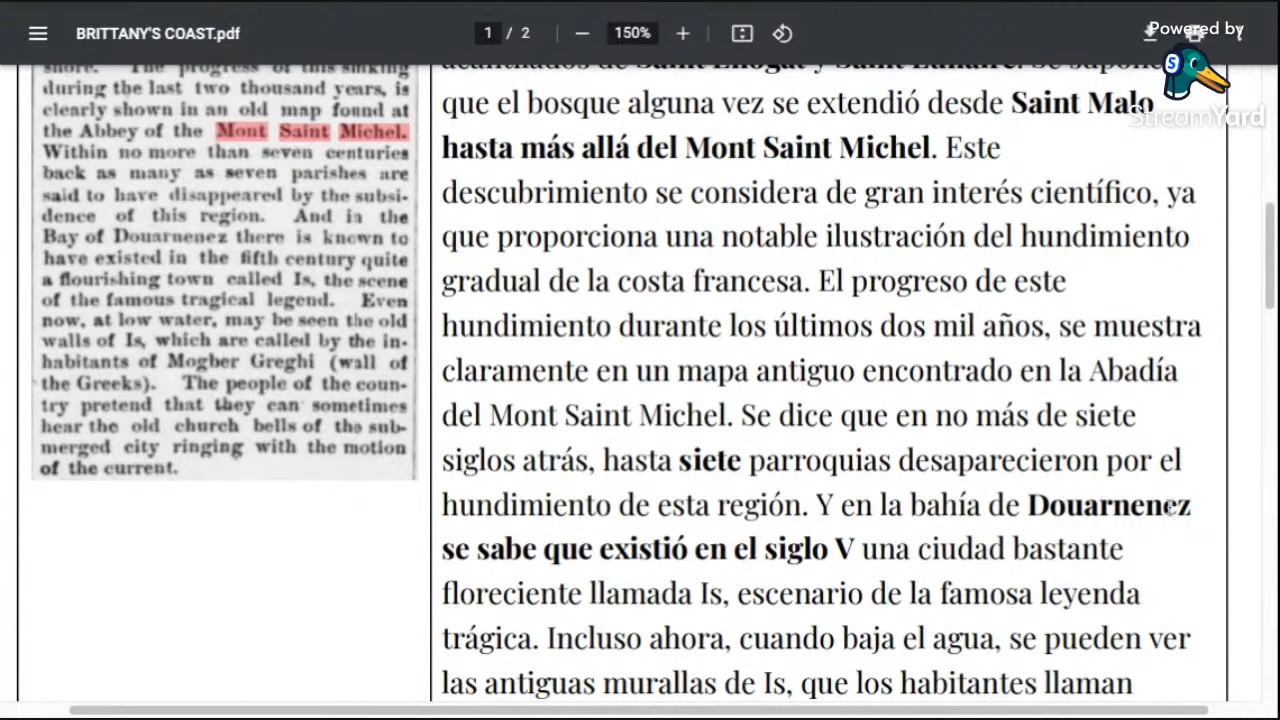 BRITTANY'S COAST.pdf
1 / 2
150%
Powered by
StreamYard
shore. The progress of this sinking
during the last two thousand years, is
clearly shown in an old map found at
the Abbey of the Mont Saint Michel.
Within no more than seven centuries
back as many as seven parishes are
said to have disappeared by the subsi-
dence of this region. And in the
Bay of Douarnenez there is known to
have existed in the fifth century quite
a flourishing town called Is, the scene
of the famous tragical legend. Even
now, at low water, may be seen the old
walls of Is, which are called by the in-
habitants of Mogber Greghi (wall of
the Greeks). The people of the coun-
try pretend that they can sometimes
hear the old church bells of the sub-
merged city ringing with the motion
of the current.
que el bosque alguna vez se extendió desde Saint Malo
hasta más allá del Mont Saint Michel. Este
descubrimiento se considera de gran interés científico, ya
que proporciona una notable ilustración del hundimiento
gradual de la costa francesa. El progreso de este
hundimiento durante los últimos dos mil años, se muestra
claramente en un mapa antiguo encontrado en la Abadía
del Mont Saint Michel. Se dice que en no más de siete
siglos atrás, hasta siete parroquias desaparecieron por el
hundimiento de esta región. Y en la bahía de Douarnenez
se sabe que existió en el siglo V una ciudad bastante
floreciente llamada Is, escenario de la famosa leyenda
trágica. Incluso ahora, cuando baja el agua, se pueden ver
las antiguas murallas de Is, que los habitantes llaman